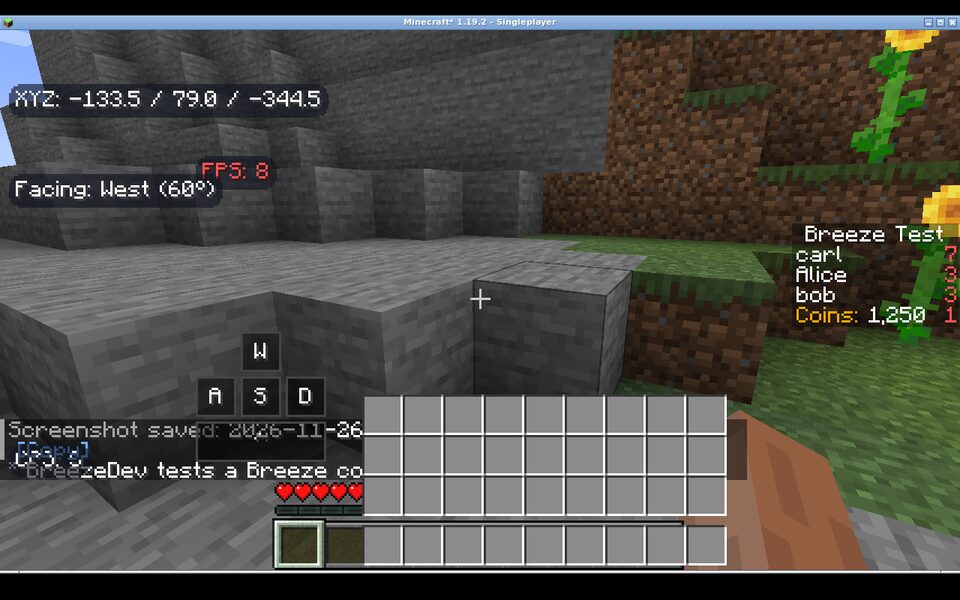 Minecraft* 1.19.2 - Singleplayer
XYZ: -133.5 / 79.0 / -344.5
FPS: 8
Facing: West (60°)
Breeze Test
carl 7
Alice 3
bob 3
Coins: 1,250 1
W
A S D
Screenshot saved: 2026-11-26
[Copy]
* BreezeDev tests a Breeze co